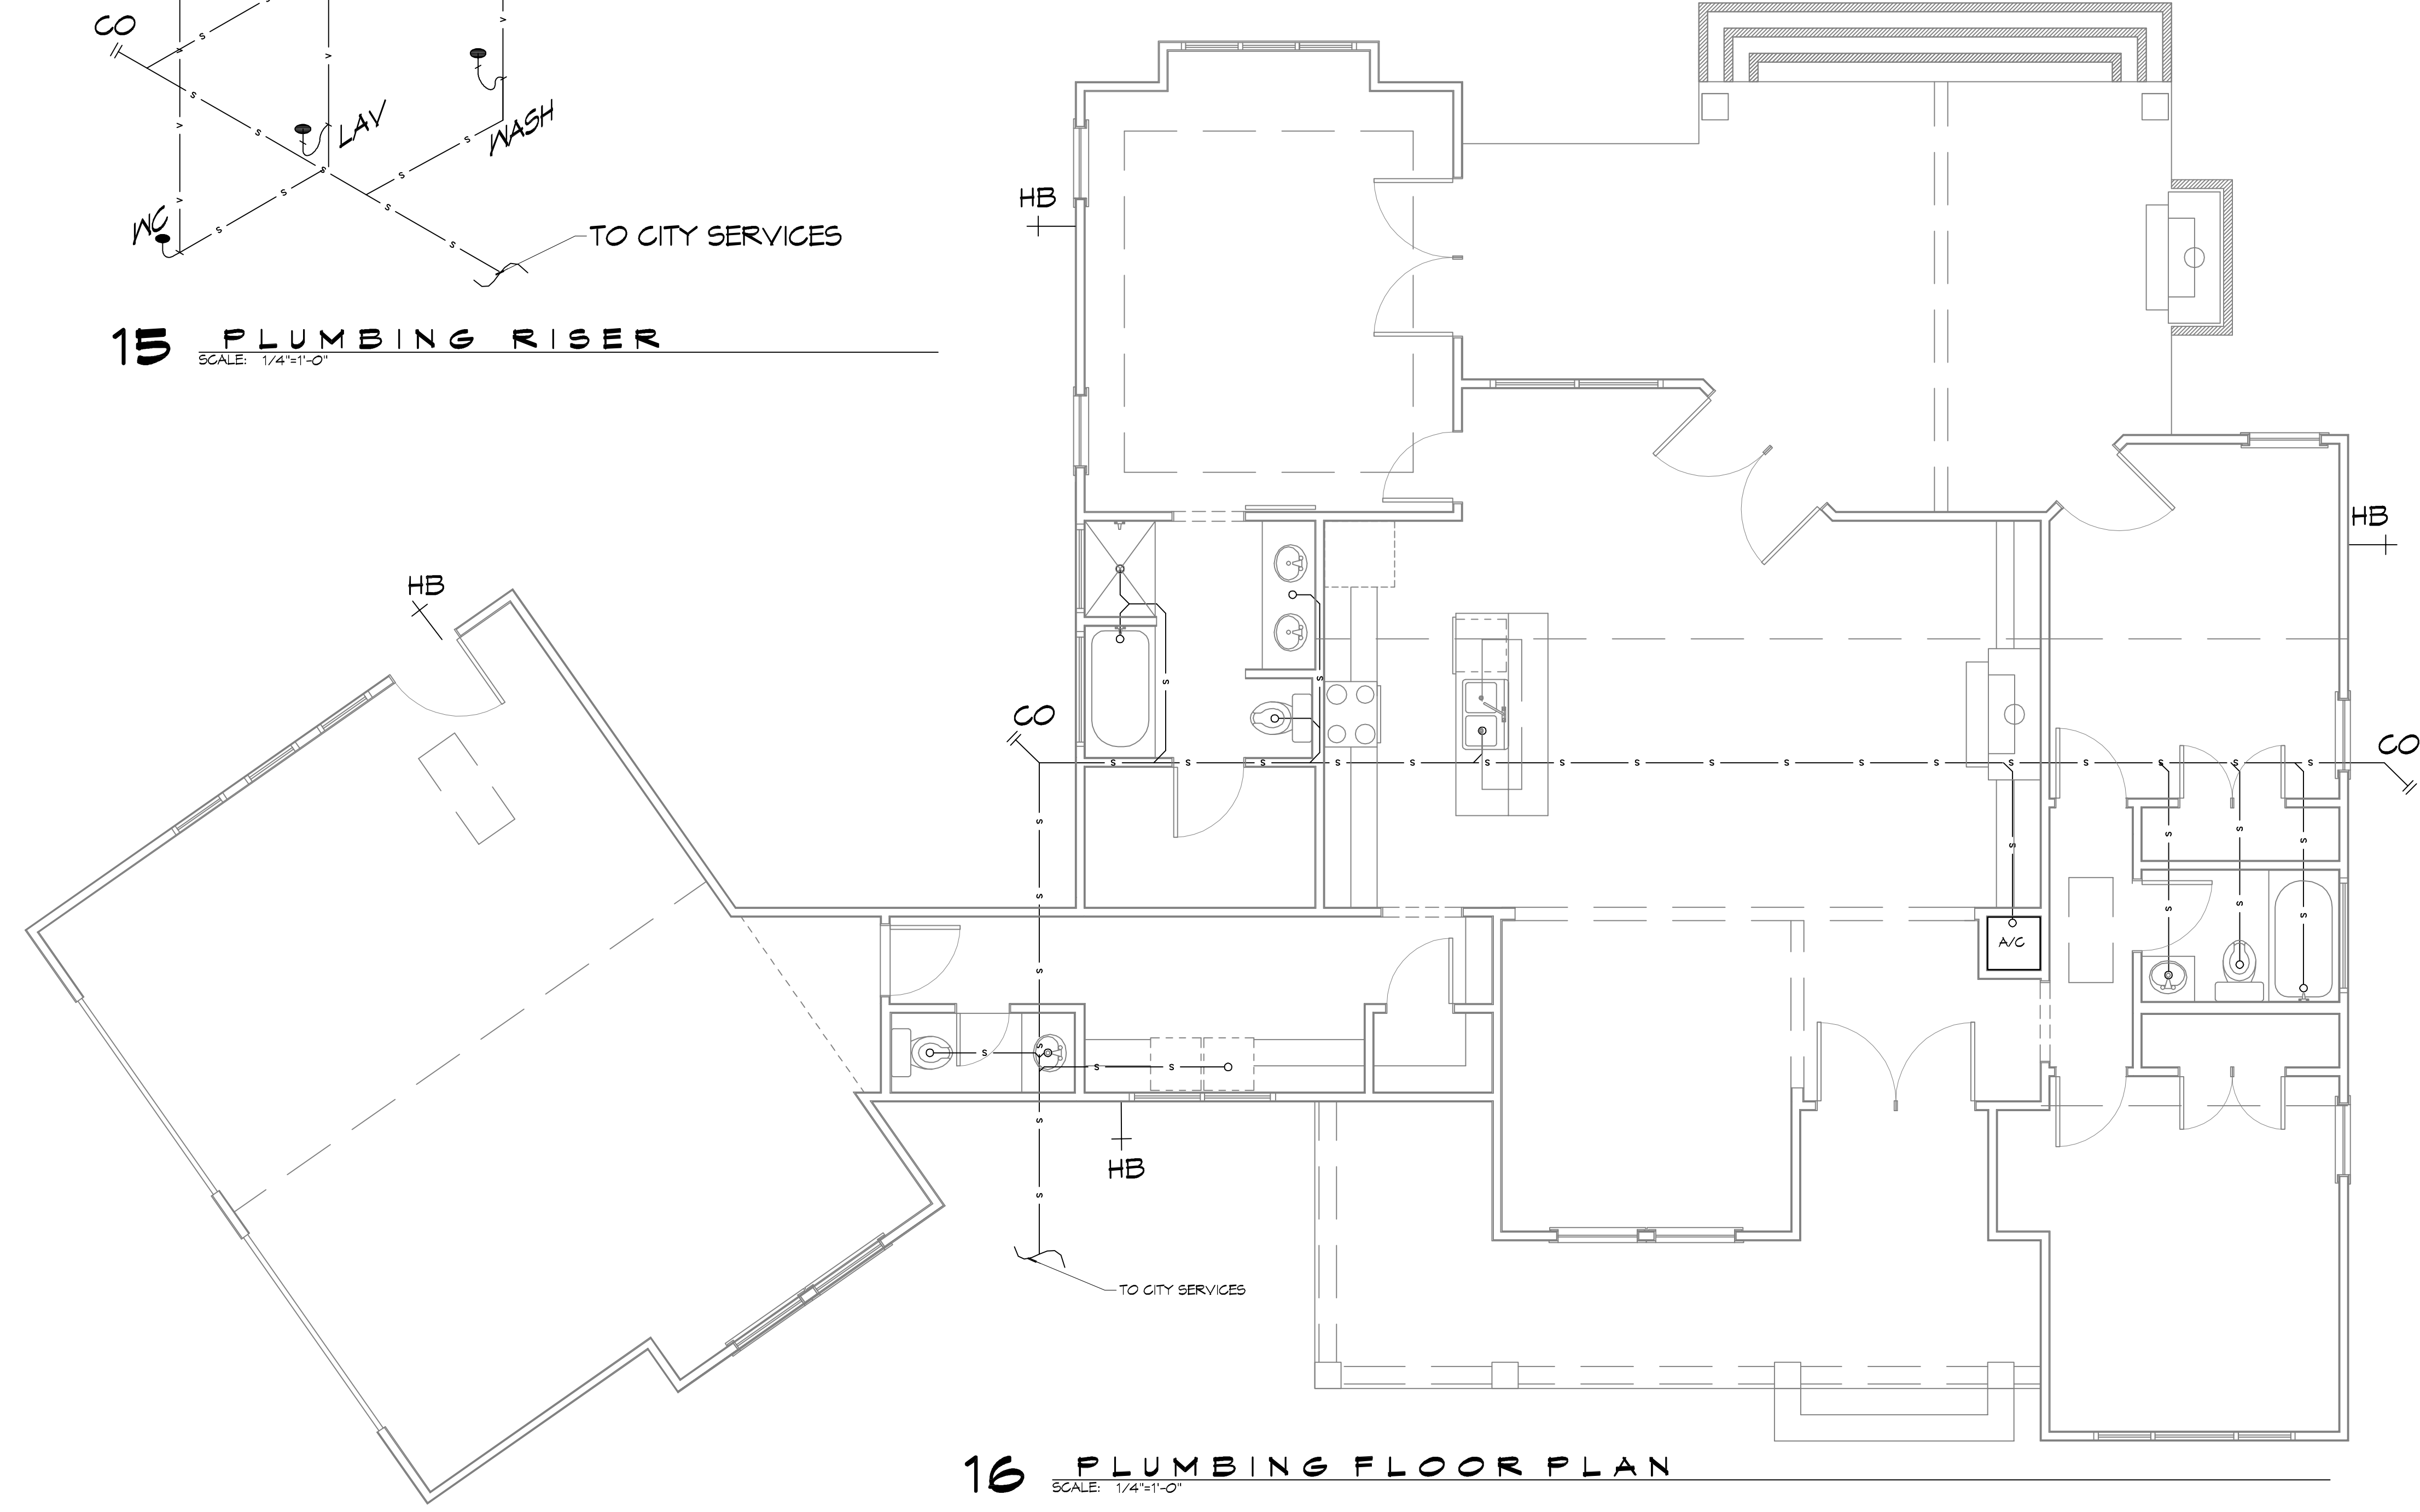 CO
LAV
WASH
WC
TO CITY SERVICES
15 PLUMBING RISER
SCALE: 1/4"=1'-0"
HB
HB
HB
CO
CO
A/C
HB
TO CITY SERVICES
16 PLUMBING FLOOR PLAN
SCALE: 1/4"=1'-0"